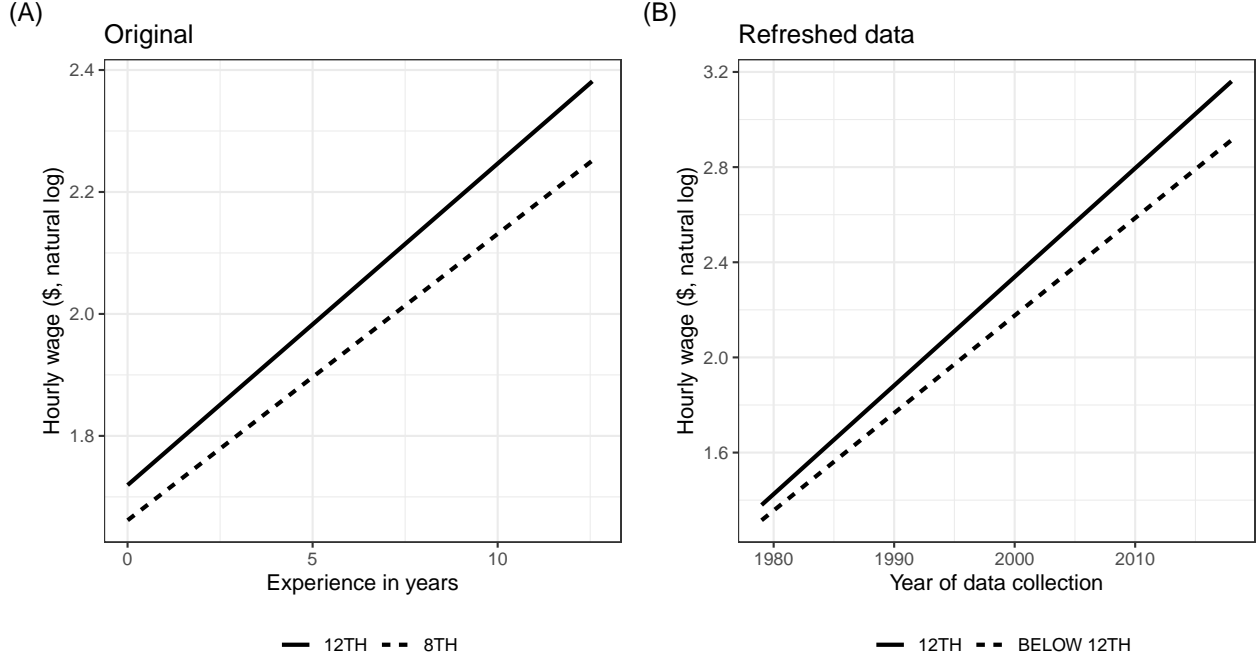 (A)
Original
2.4
2.2
2.0
1.8
Hourly wage ($, natural log)
0 5 10
Experience in years
12TH 8TH
(B)
Refreshed data
3.2
2.8
2.4
2.0
1.6
Hourly wage ($, natural log)
1980 1990 2000 2010
Year of data collection
12TH BELOW 12TH